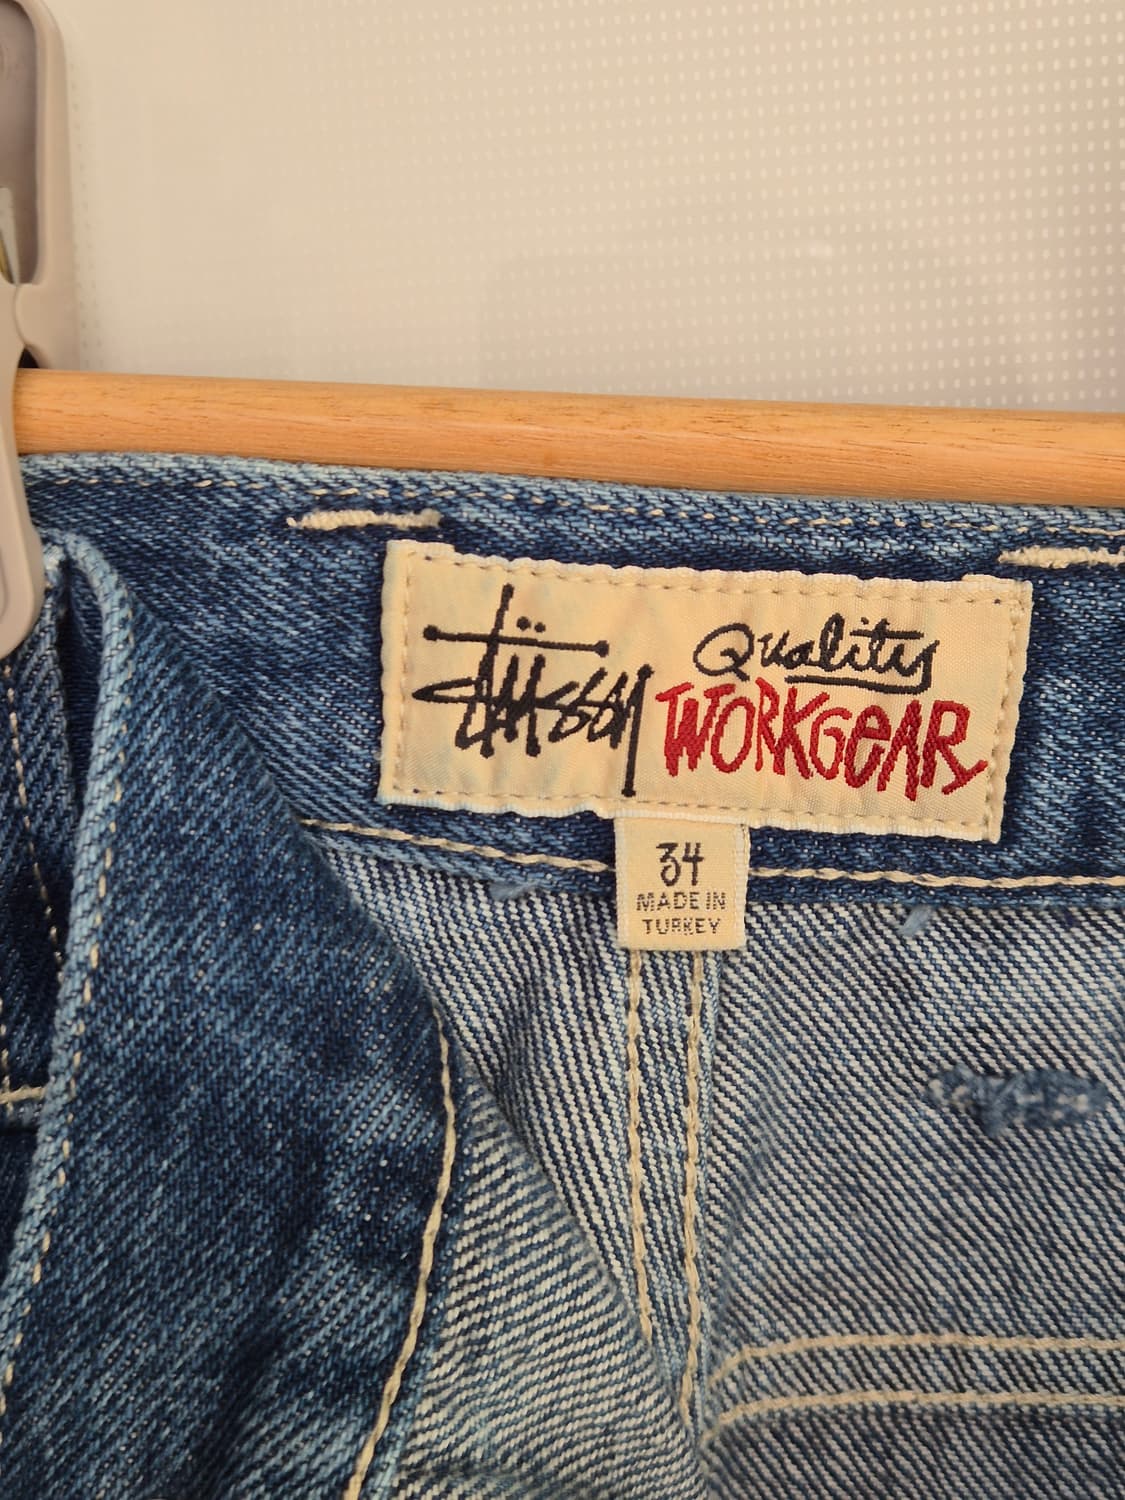 Stüssy
Quality
WORKGeAR
34
MADE IN
TURKEY